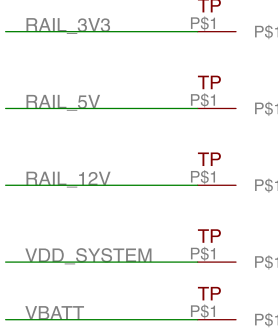 TP
RAIL_3V3 P$1 P$1
TP
RAIL_5V P$1 P$1
TP
RAIL_12V P$1 P$1
TP
VDD_SYSTEM P$1 P$1
TP
VBATT P$1 P$1